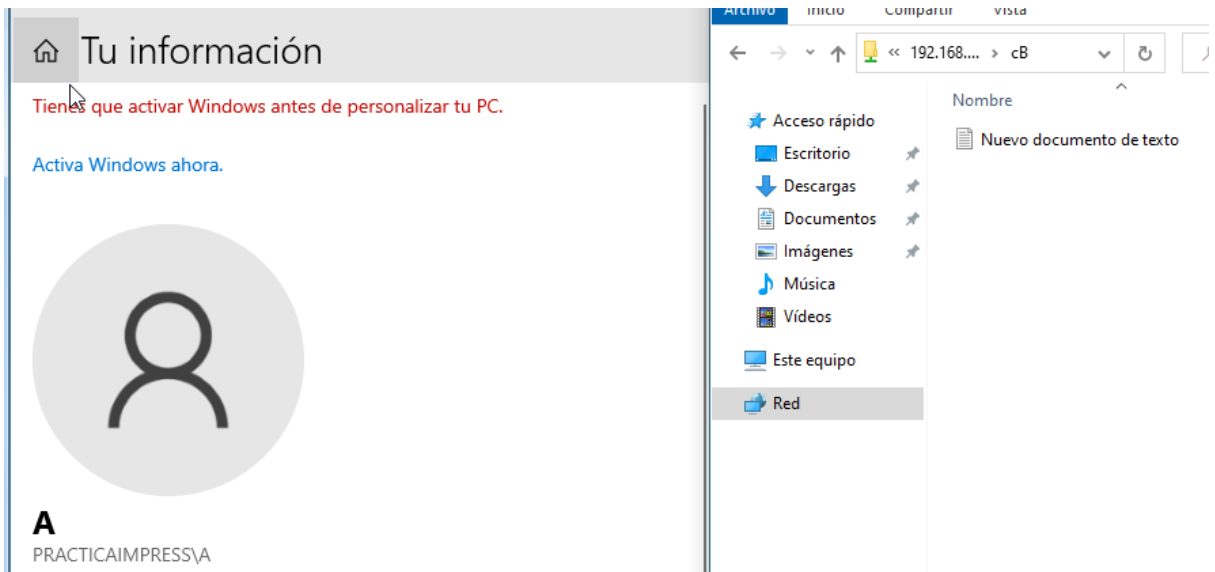 Tu información
Tienes que activar Windows antes de personalizar tu PC.
Activa Windows ahora.
A
PRACTICAIMPRESS\A
Archivo Inicio Compartir Vista
« 192.168.... > cB
Nombre
Nuevo documento de texto
Acceso rápido
Escritorio
Descargas
Documentos
Imágenes
Música
Vídeos
Este equipo
Red